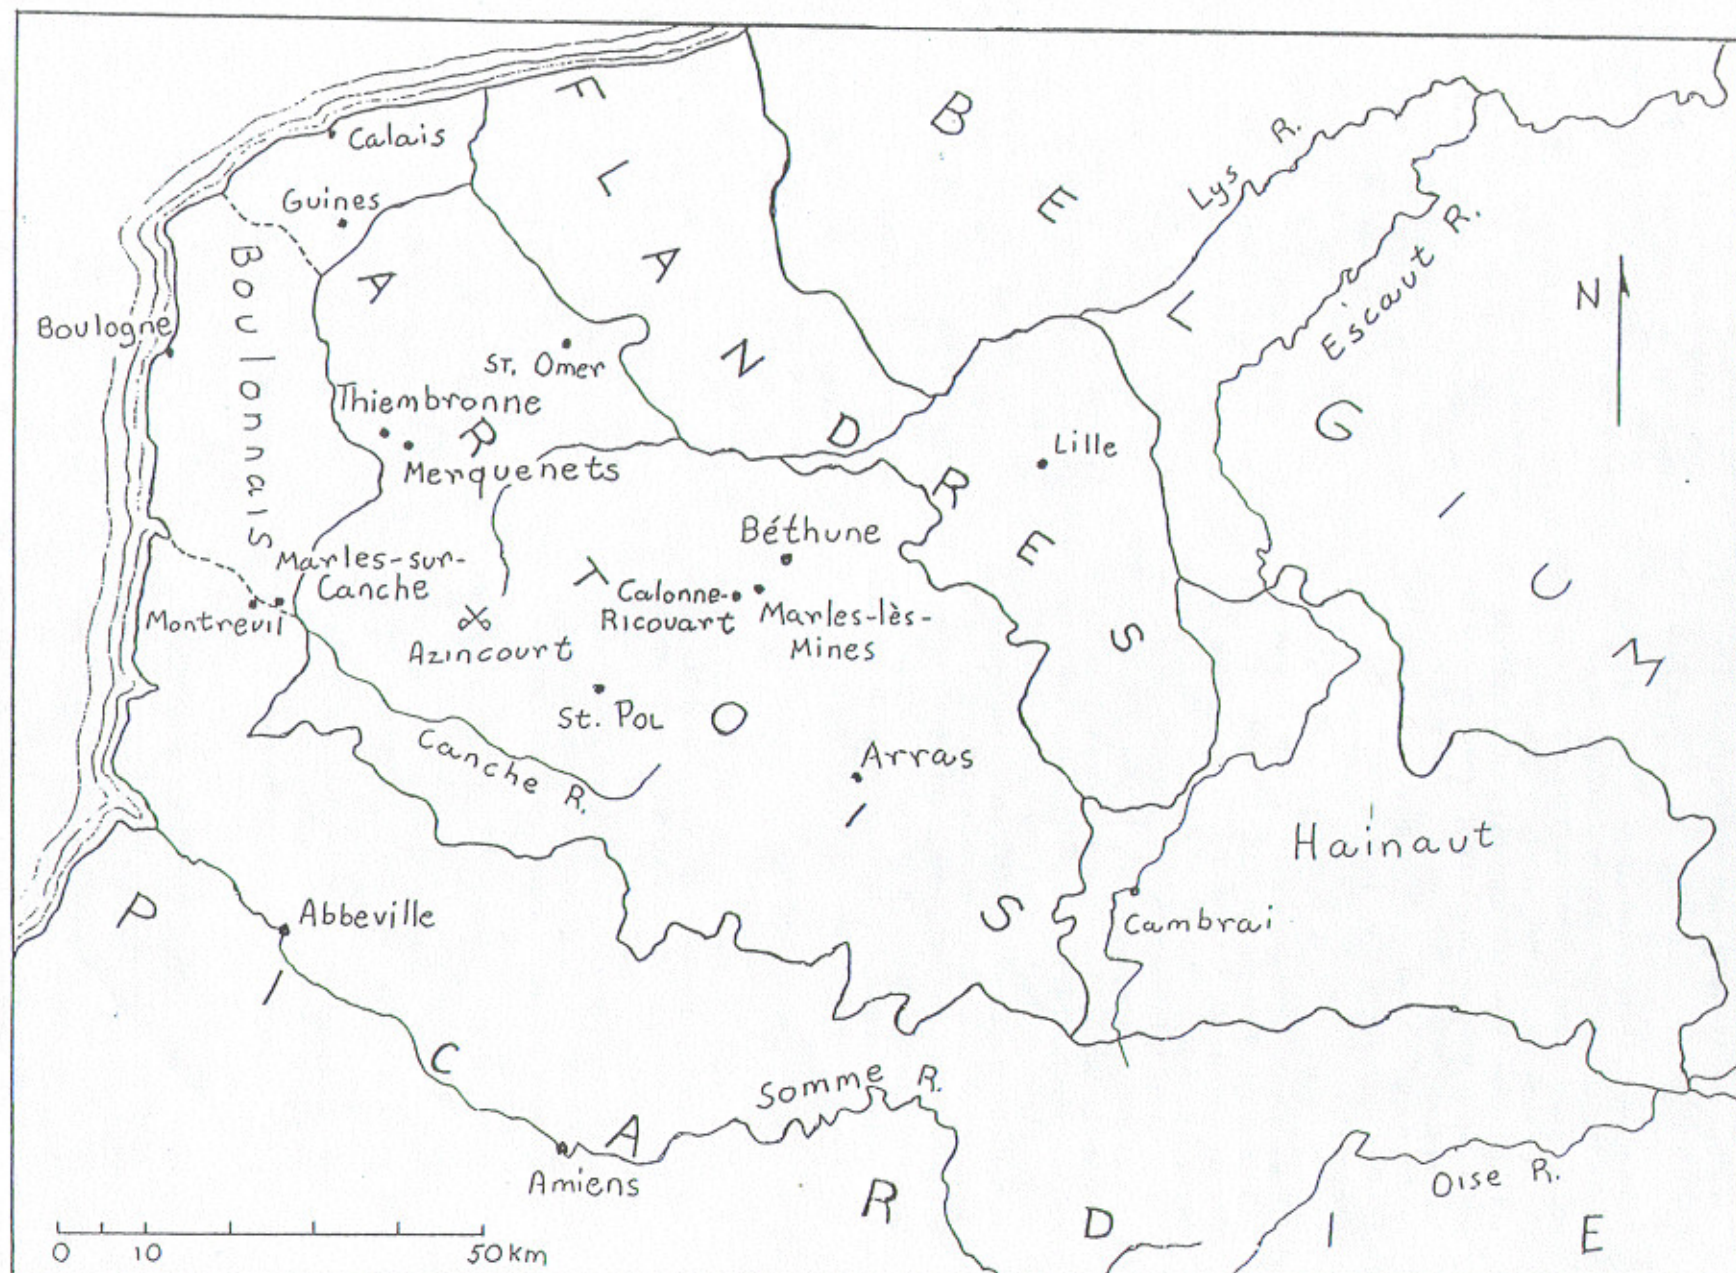 FLANDRES
BELGIUM
Calais
Guines
Boulonnais
ARTOIS
Lys R.
Escaut R.
N
Boulogne
ST. Omer
Thiembronne
Merquenets
Lille
Béthune
Marles-sur-
Canche
Montreuil
Azincourt
Calonne-
Ricouart
Marles-lès-
Mines
St. Pol
Canche R.
Arras
Hainaut
Cambrai
Abbeville
PICARDIE
Somme R.
Amiens
Oise R.
0 10 50 km